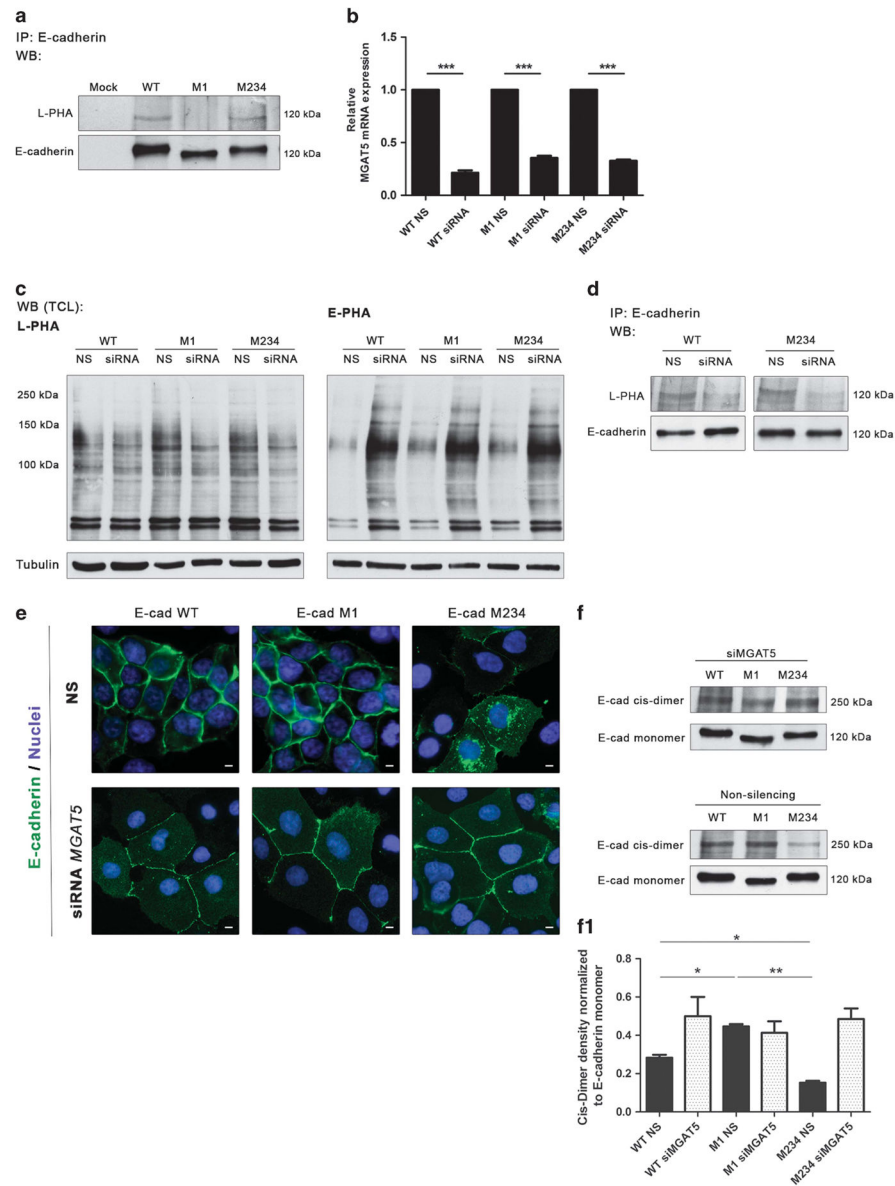 a
IP: E-cadherin
WB:
Mock WT M1 M234
L-PHA 120 kDa
E-cadherin 120 kDa
b
Relative
MGAT5 mRNA expression
1.5
1.0
0.5
0.0
*** *** ***
WT NS
WT siRNA
M1 NS
M1 siRNA
M234 NS
M234 siRNA
c
WB (TCL):
L-PHA
WT M1 M234
NS siRNA NS siRNA NS siRNA
250 kDa
150 kDa
100 kDa
Tubulin
E-PHA
WT M1 M234
NS siRNA NS siRNA NS siRNA
d
IP: E-cadherin
WB:
WT M234
NS siRNA NS siRNA
L-PHA 120 kDa
E-cadherin 120 kDa
e
E-cad WT E-cad M1 E-cad M234
E-cadherin / Nuclei
NS
siRNA MGAT5
f
siMGAT5
WT M1 M234
E-cad cis-dimer 250 kDa
E-cad monomer 120 kDa
Non-silencing
WT M1 M234
E-cad cis-dimer 250 kDa
E-cad monomer 120 kDa
f1
Cis-Dimer density normalized
to E-cadherin monomer
0.8
0.6
0.4
0.2
0.0
*
* **
WT NS
WT siMGAT5
M1 NS
M1 siMGAT5
M234 NS
M234 siMGAT5